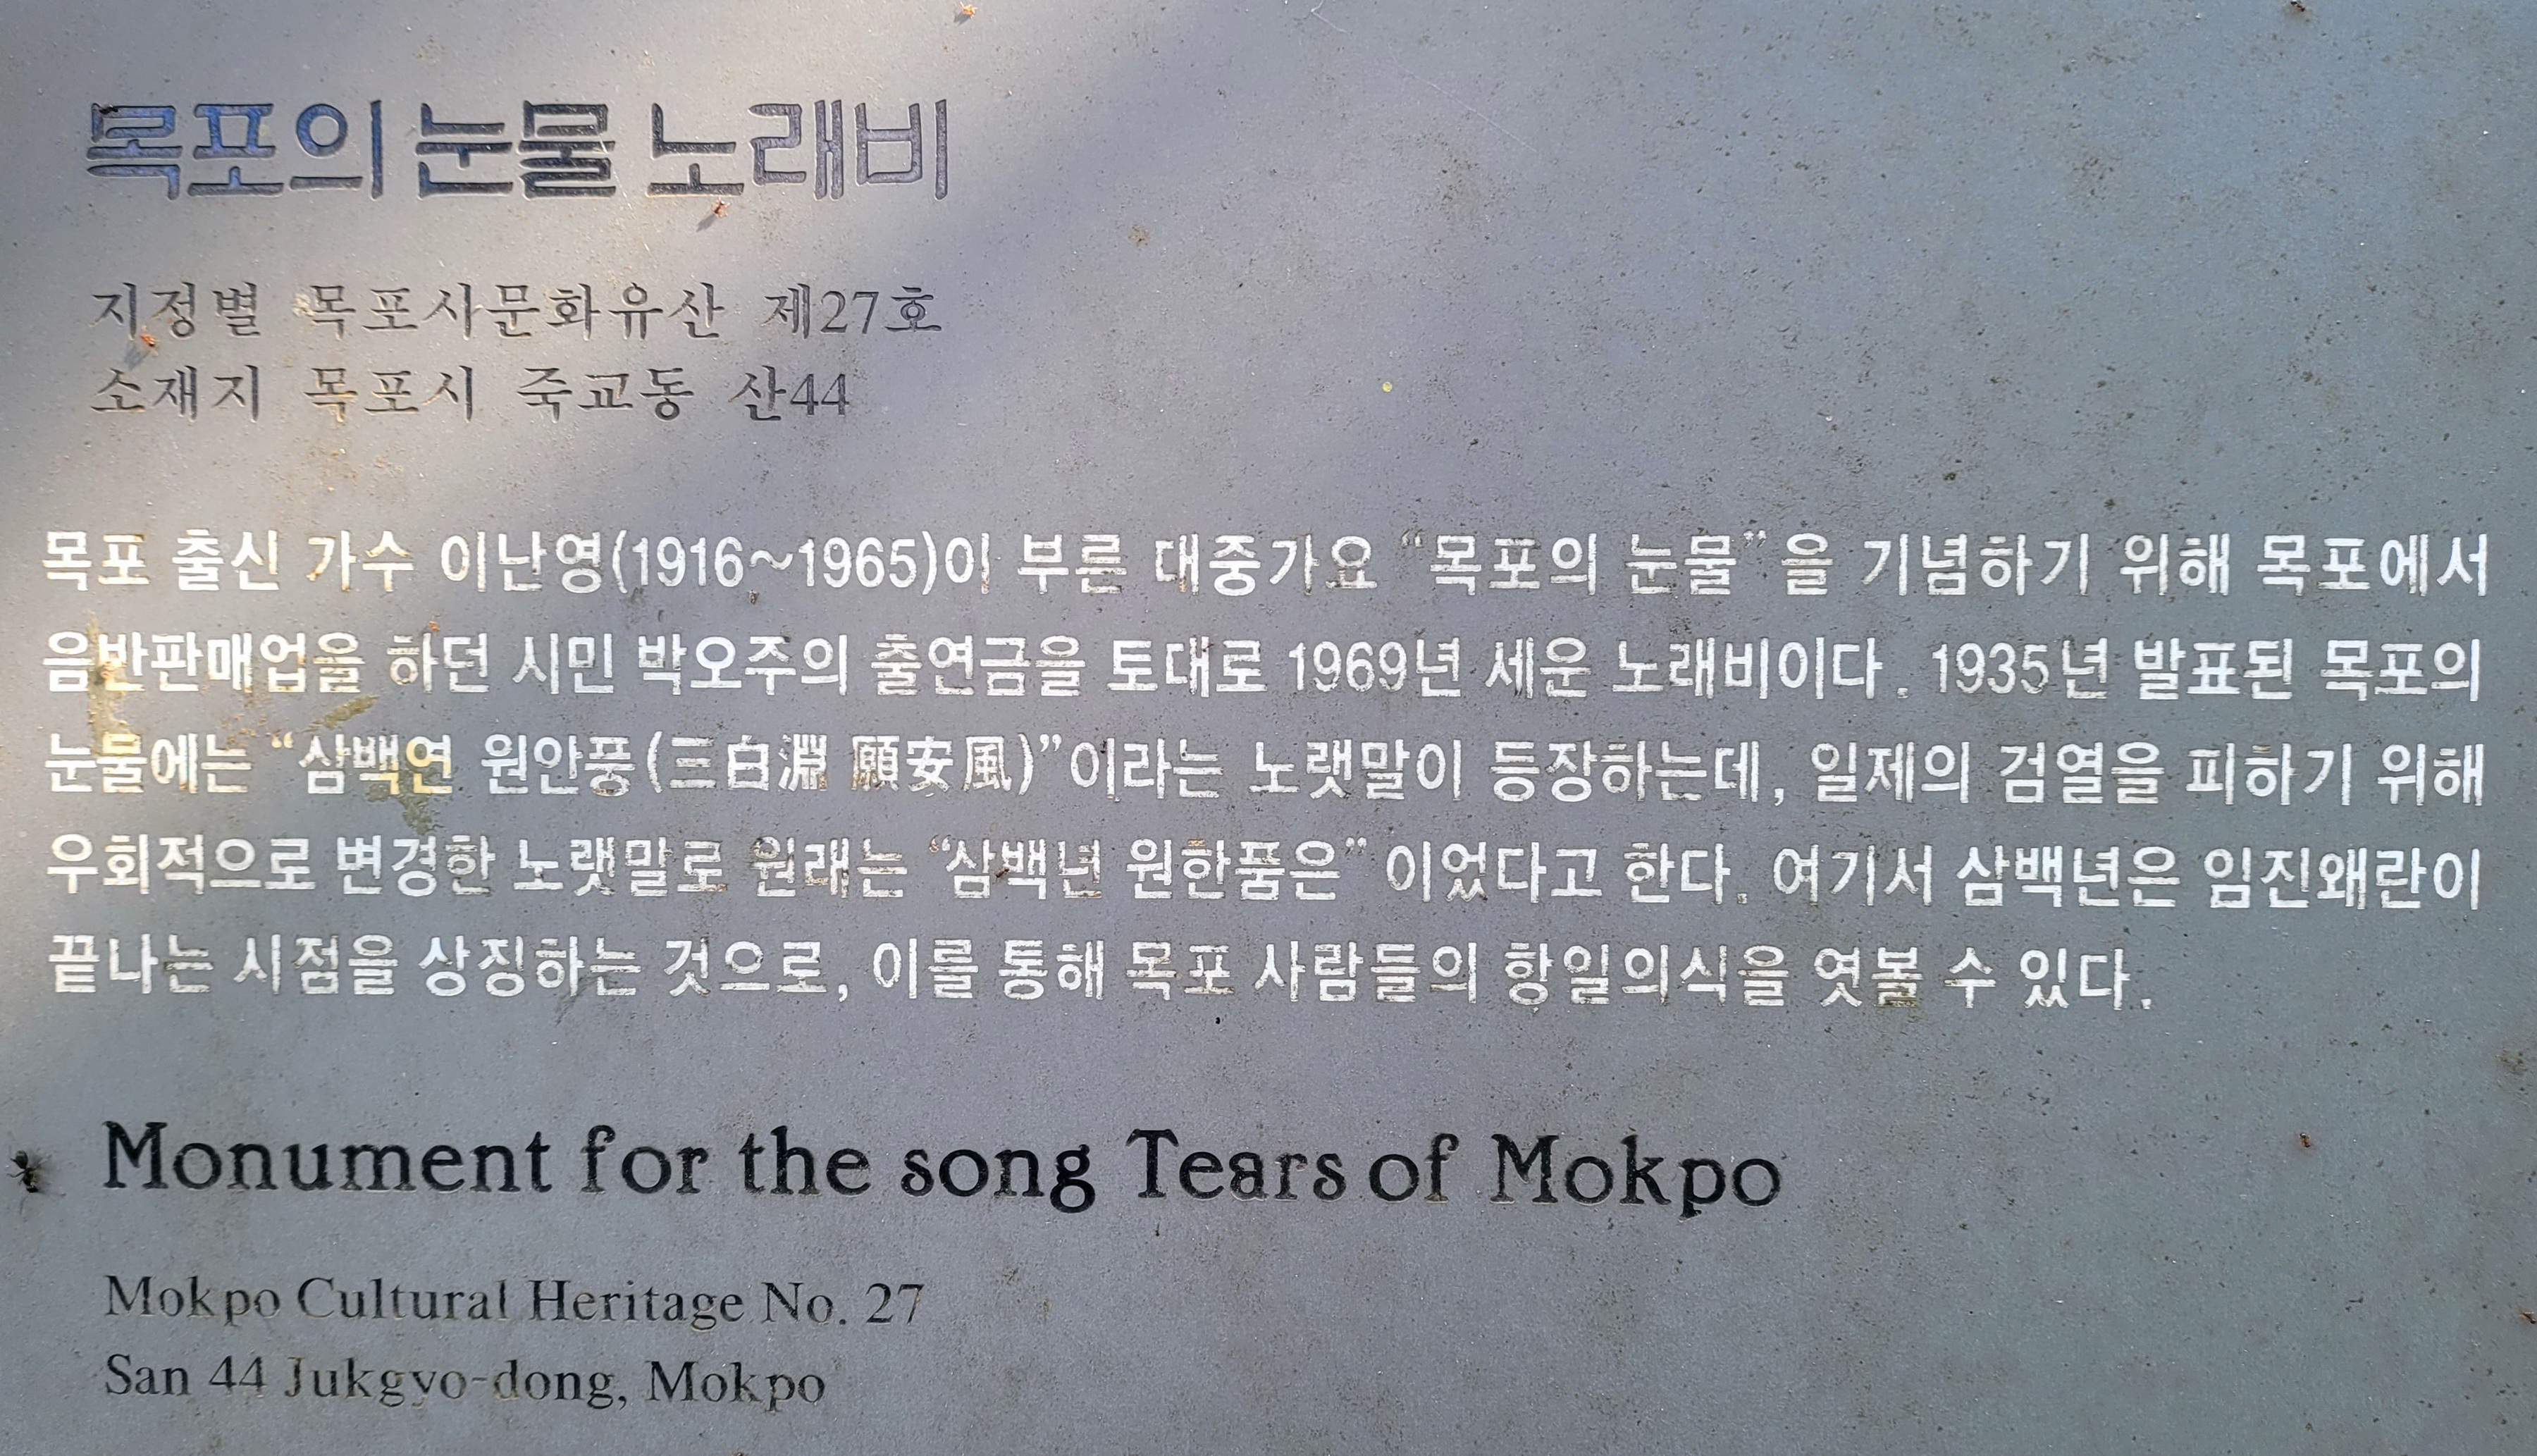 목포의 눈물 노래비
지정별 목포사문화유산 제27호
소재지 목포시 죽교동 산44
목포 출신 가수 이난영(1916~1965)이 부른 대중가요 “목포의 눈물”을 기념하기 위해 목포에서
음반판매업을 하던 시민 박오주의 출연금을 토대로 1969년 세운 노래비이다. 1935년 발표된 목포의
눈물에는 “삼백연 원안풍(三白淵 願安風)”이라는 노랫말이 등장하는데, 일제의 검열을 피하기 위해
우회적으로 변경한 노랫말로 원래는 “삼백년 원한품은” 이었다고 한다. 여기서 삼백년은 임진왜란이
끝나는 시점을 상징하는 것으로, 이를 통해 목포 사람들의 항일의식을 엿볼 수 있다.
Monument for the song Tears of Mokpo
Mokpo Cultural Heritage No. 27
San 44 Jukgyo-dong, Mokpo